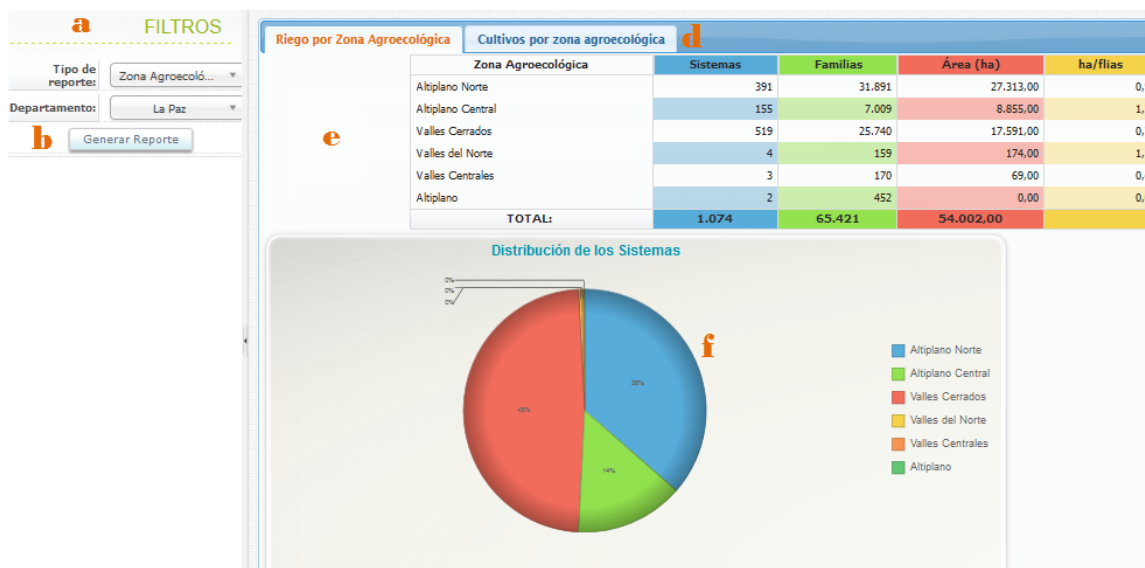 a FILTROS
Tipo de reporte: Zona Agroecoló...
Departamento: La Paz
b Generar Reporte
Riego por Zona Agroecológica Cultivos por zona agroecológica d
Zona Agroecológica Sistemas Familias Área (ha) ha/flias
Altiplano Norte 391 31.891 27.313,00 0,
Altiplano Central 155 7.009 8.855,00 1,
e Valles Cerrados 519 25.740 17.591,00 0,
Valles del Norte 4 159 174,00 1,
Valles Centrales 3 170 69,00 0,
Altiplano 2 452 0,00 0,
TOTAL: 1.074 65.421 54.002,00
Distribución de los Sistemas
0%
0%
0%
f
Altiplano Norte
Altiplano Central
Valles Cerrados
Valles del Norte
Valles Centrales
Altiplano
14%